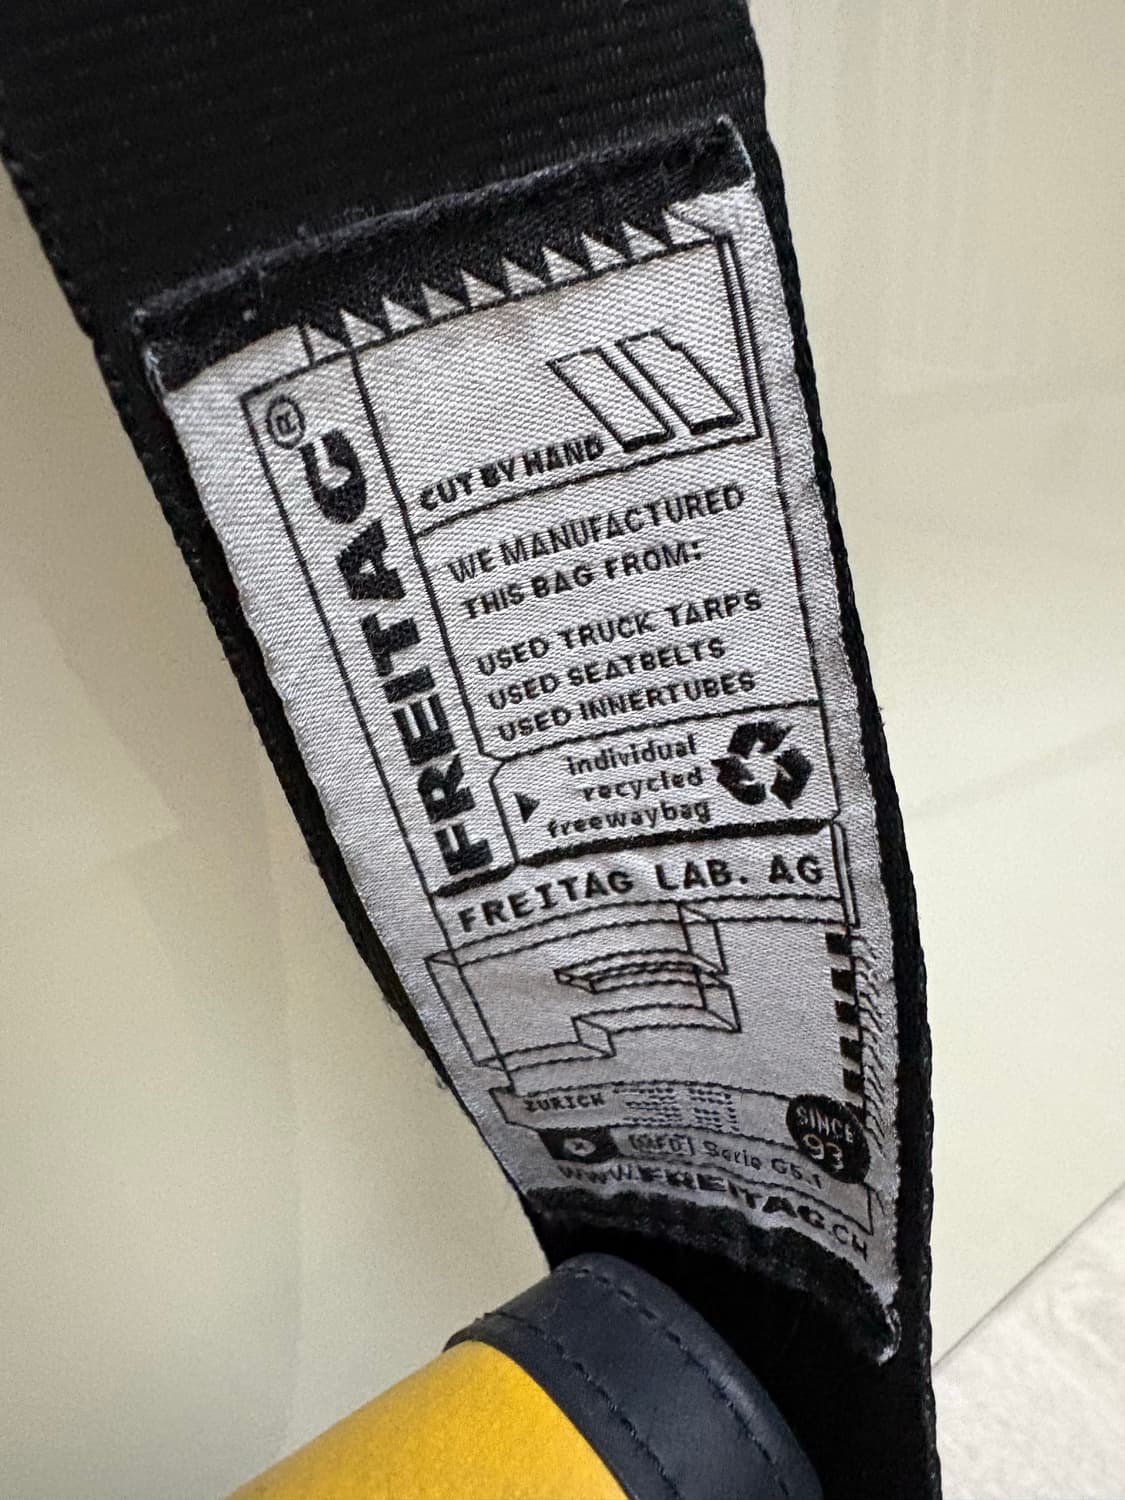 FREITAG®
CUT BY HAND
WE MANUFACTURED
THIS BAG FROM:
USED TRUCK TARPS
USED SEATBELTS
USED INNERTUBES
individual
recycled
freewaybag
FREITAG LAB. AG
ZURICH
SINCE
93
Serie G5.1
WWW.FREITAG.CH